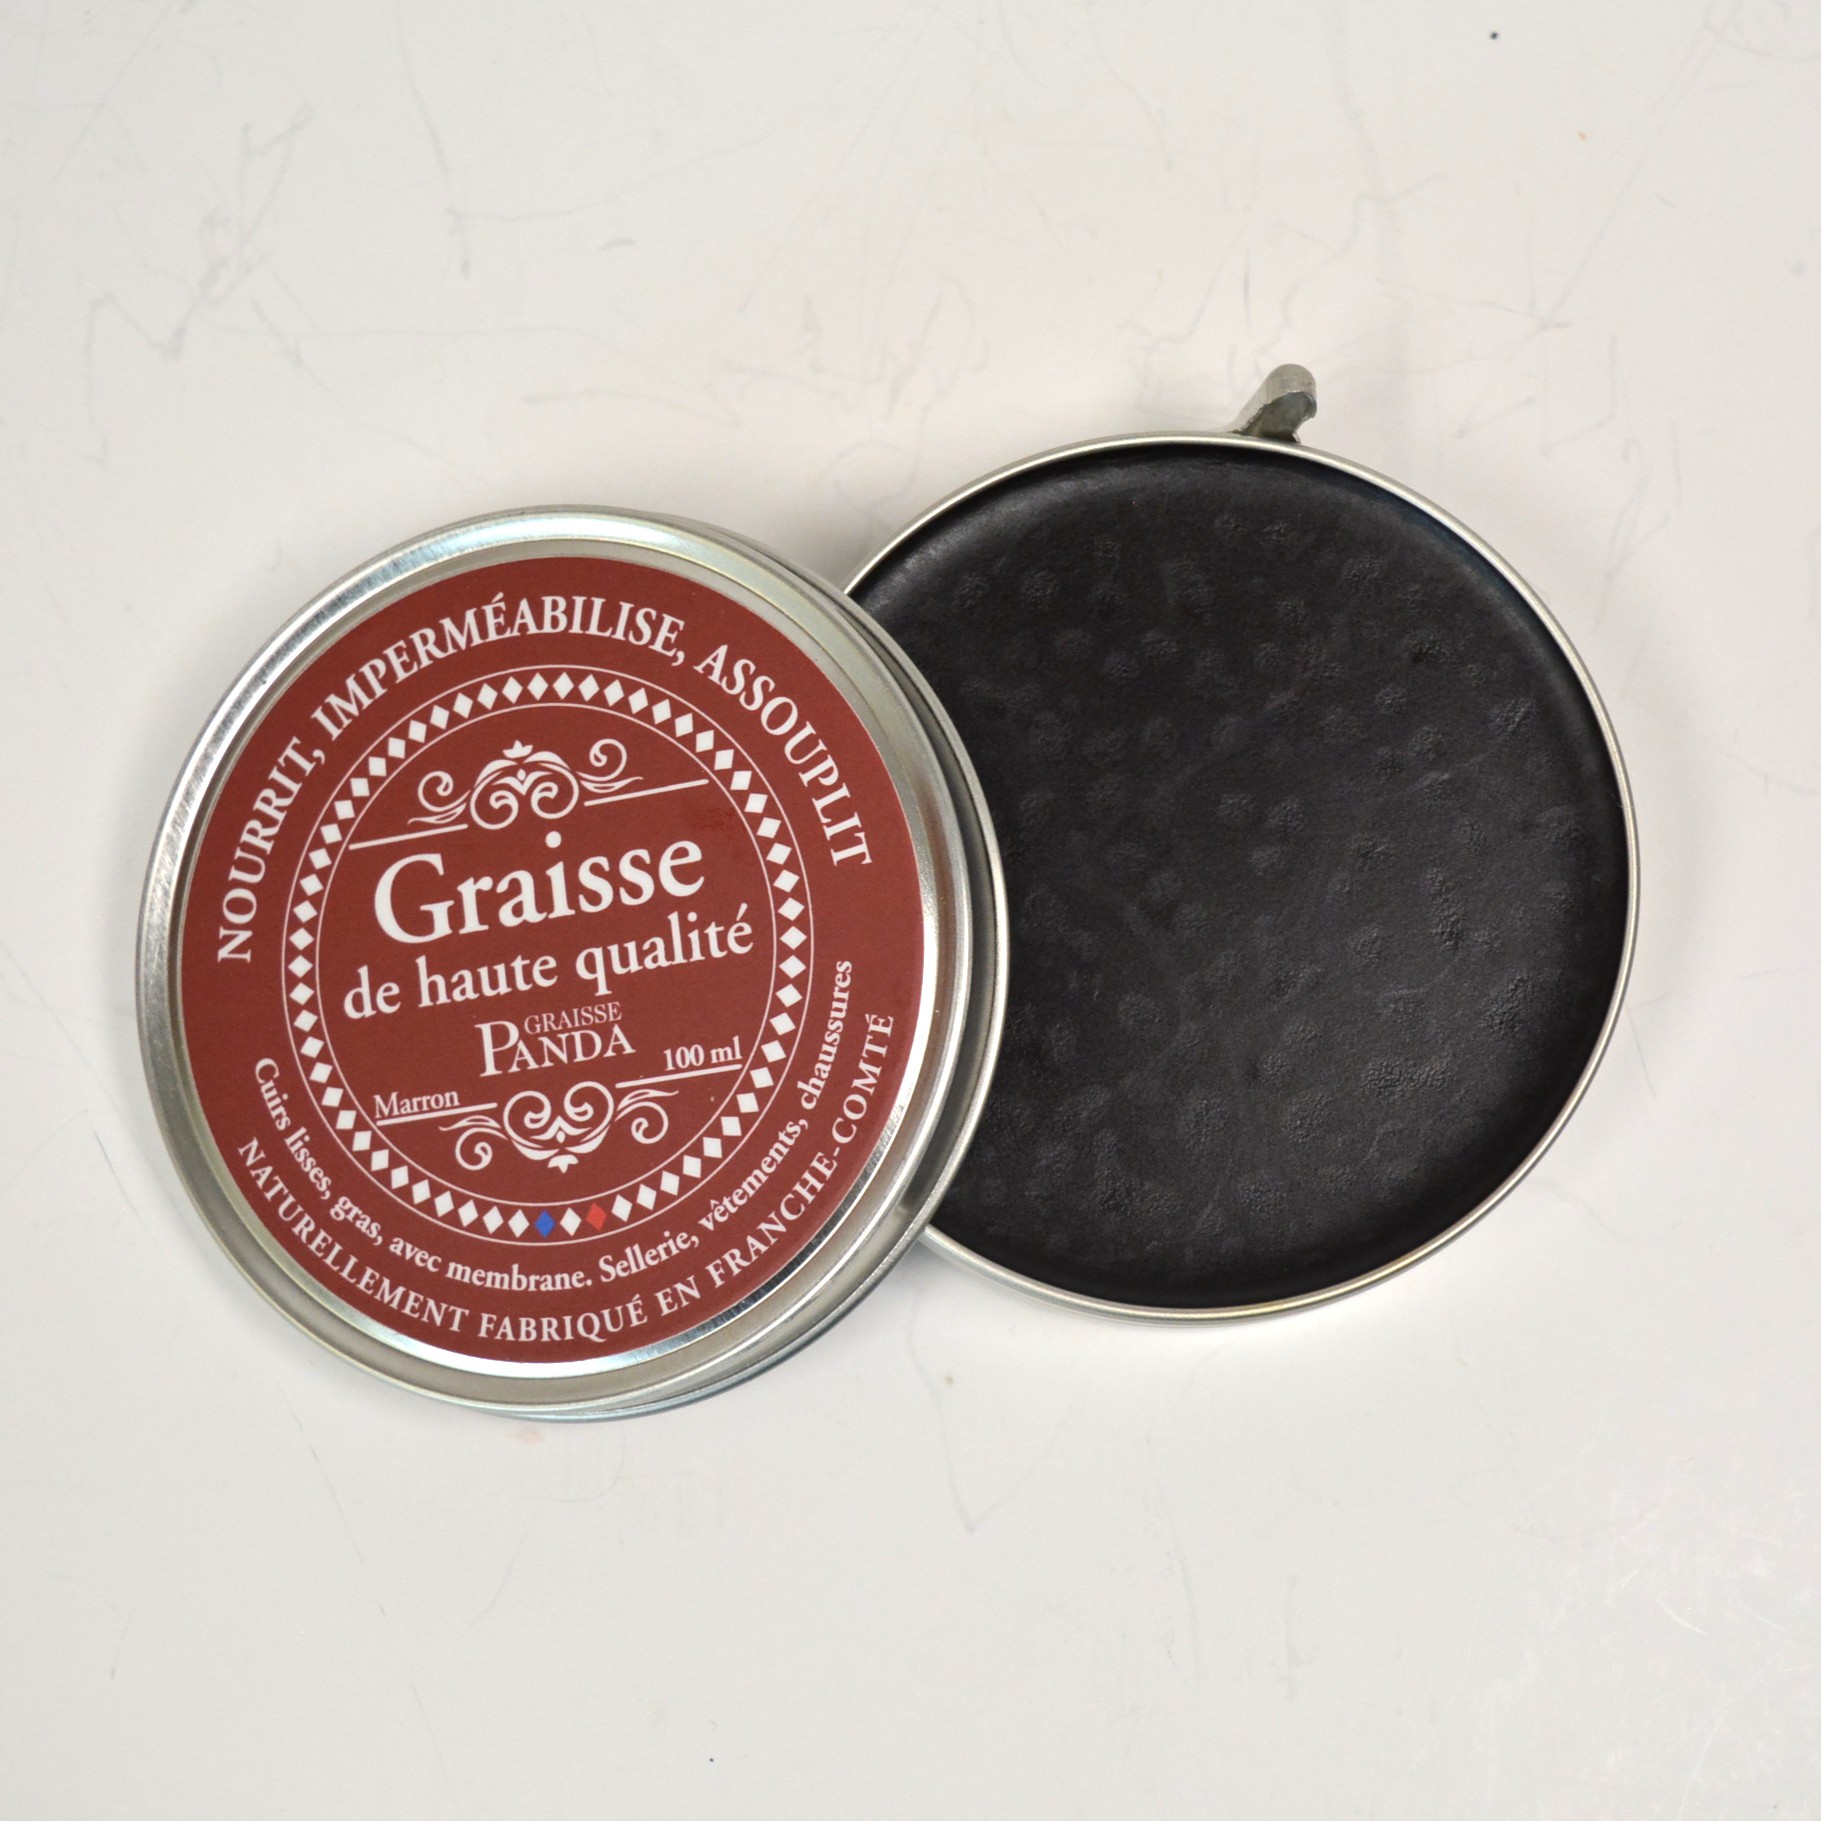 NOURRIT, IMPERMÉABILISE, ASSOUPLIT
Graisse
de haute qualité
GRAISSE
PANDA
Marron
100 ml
Cuirs lisses, gras, avec membrane. Sellerie, vêtements, chaussures
NATURELLEMENT FABRIQUÉ EN FRANCHE-COMTÉ